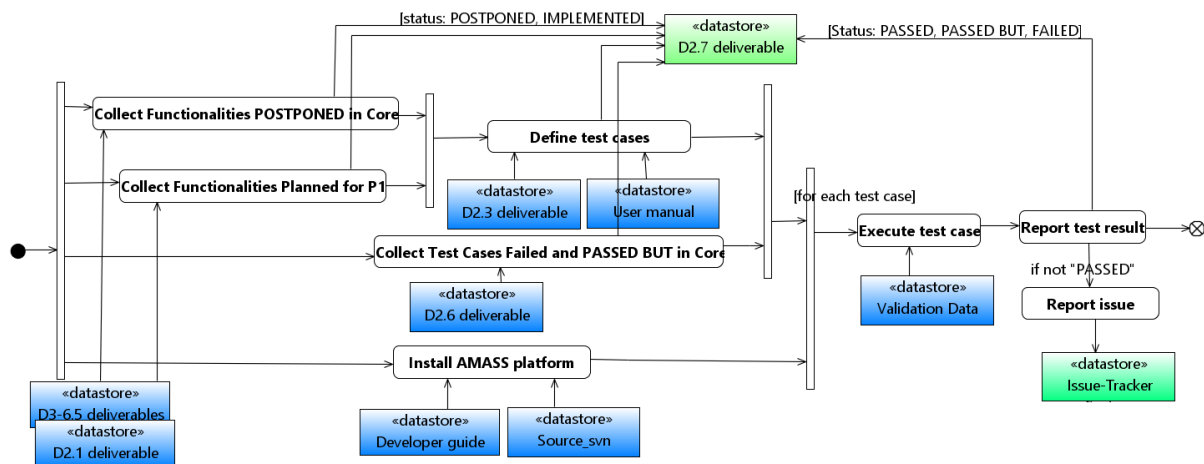 [status: POSTPONED, IMPLEMENTED]
«datastore»
D2.7 deliverable
[Status: PASSED, PASSED BUT, FAILED]
Collect Functionalities POSTPONED in Core
Define test cases
Collect Functionalities Planned for P1
«datastore»
D2.3 deliverable
«datastore»
User manual
[for each test case]
Execute test case
Report test result
Collect Test Cases Failed and PASSED BUT in Core
if not "PASSED"
«datastore»
D2.6 deliverable
«datastore»
Validation Data
Report issue
Install AMASS platform
«datastore»
Issue-Tracker
«datastore»
D3-6.5 deliverables
«datastore»
D2.1 deliverable
«datastore»
Developer guide
«datastore»
Source_svn